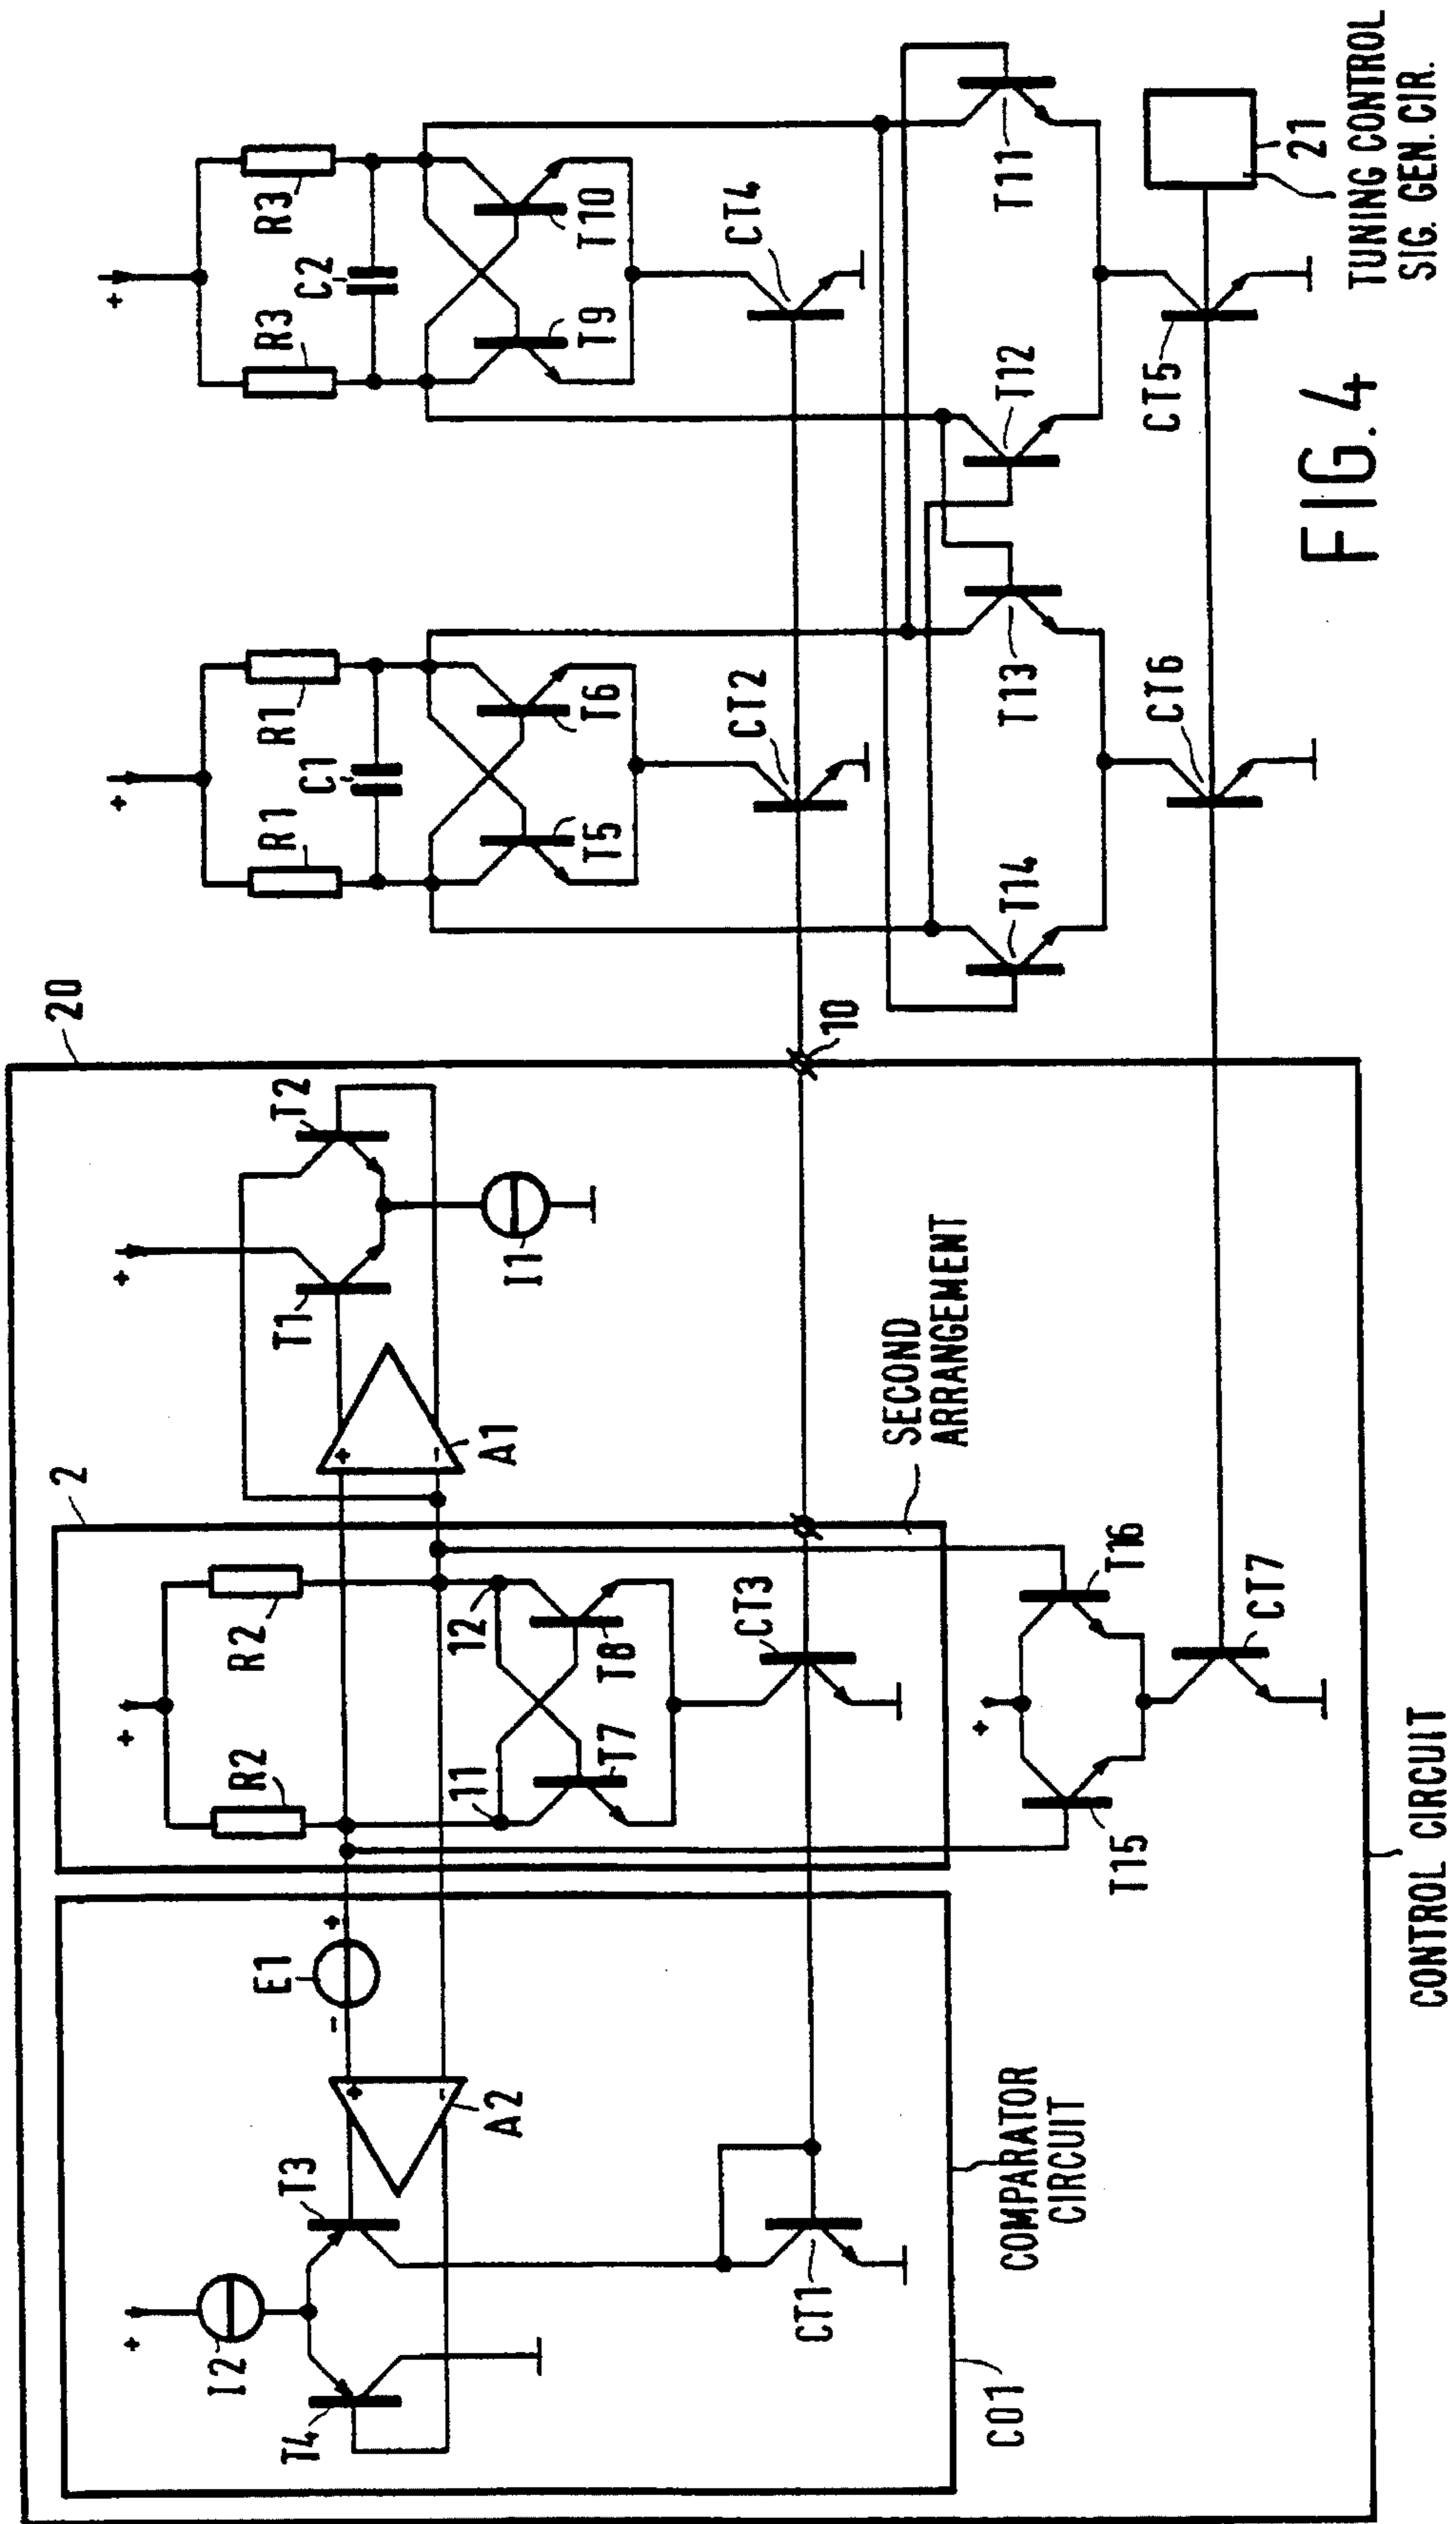 20
2
T4
I2
T3
A2
E1
- +
+ -
R2
R2
11
12
T7
T8
CT3
A1
+ -
T1
T2
I1
10
CT1
C01
COMPARATOR
CIRCUIT
SECOND
ARRANGEMENT
T15
T16
CT7
CONTROL CIRCUIT
R1
R1
C1
T5
T6
CT2
R3
R3
C2
T9
T10
CT4
T14
T13
T12
T11
CT6
CT5
21
TUNING CONTROL
SIG. GEN. CIR.
FIG. 4
+
+
+
+
+
+